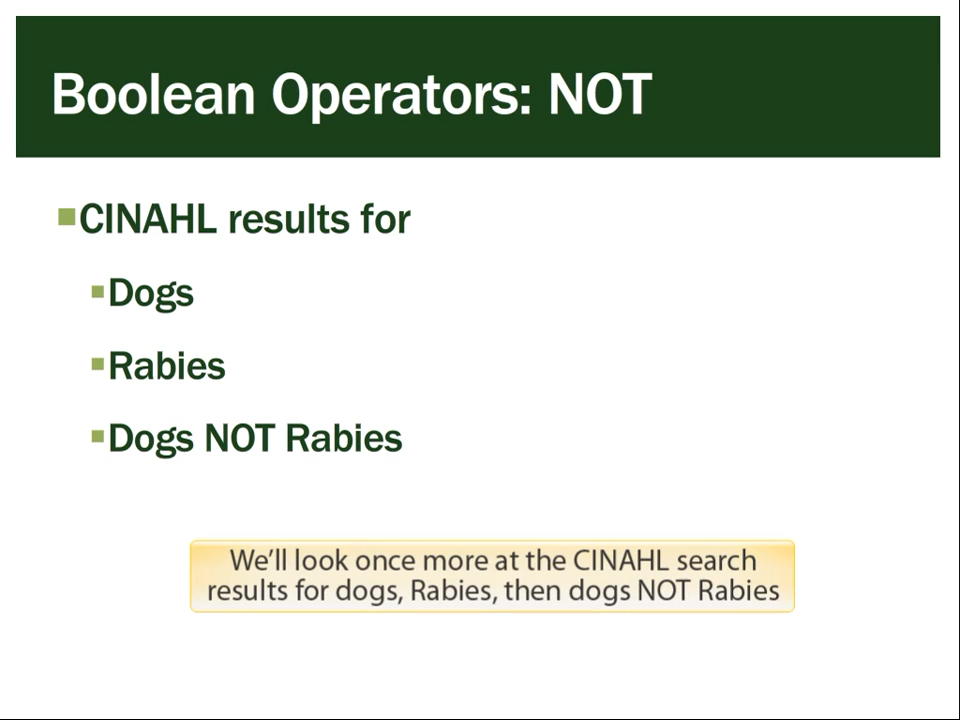 Boolean Operators: NOT
CINAHL results for
Dogs
Rabies
Dogs NOT Rabies
We'll look once more at the CINAHL search
results for dogs, Rabies, then dogs NOT Rabies